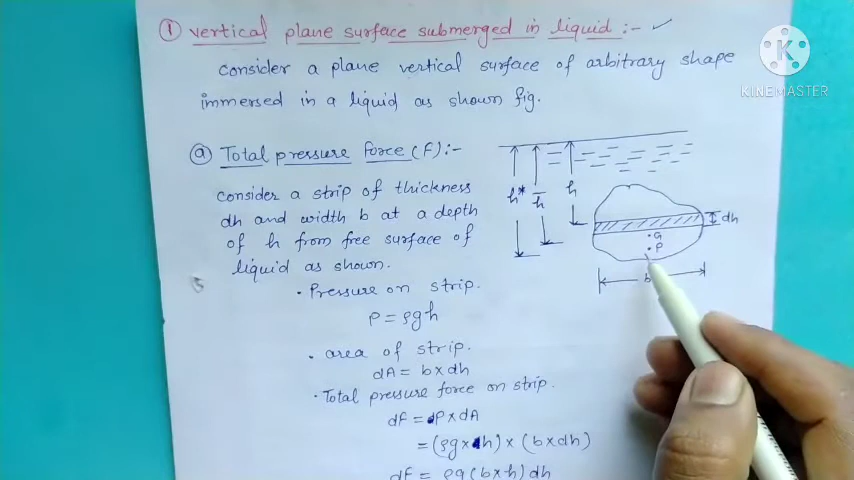 ① vertical plane surface submerged in liquid :- ✓
Consider a plane vertical surface of arbitrary shape
immersed in a liquid as shown fig.
K
KINEMASTER
ⓐ Total pressure force (F) :-
Consider a strip of thickness
dh and width b at a depth
of h from free surface of
liquid as shown.
h* h̄ h
dh
G
P
b
• Pressure on strip.
P = ρgh
• area of strip.
dA = b×dh
• Total pressure force on strip.
dF = P×dA
= (ρg×h) × (b×dh)
dF = ρg(b×h)dh